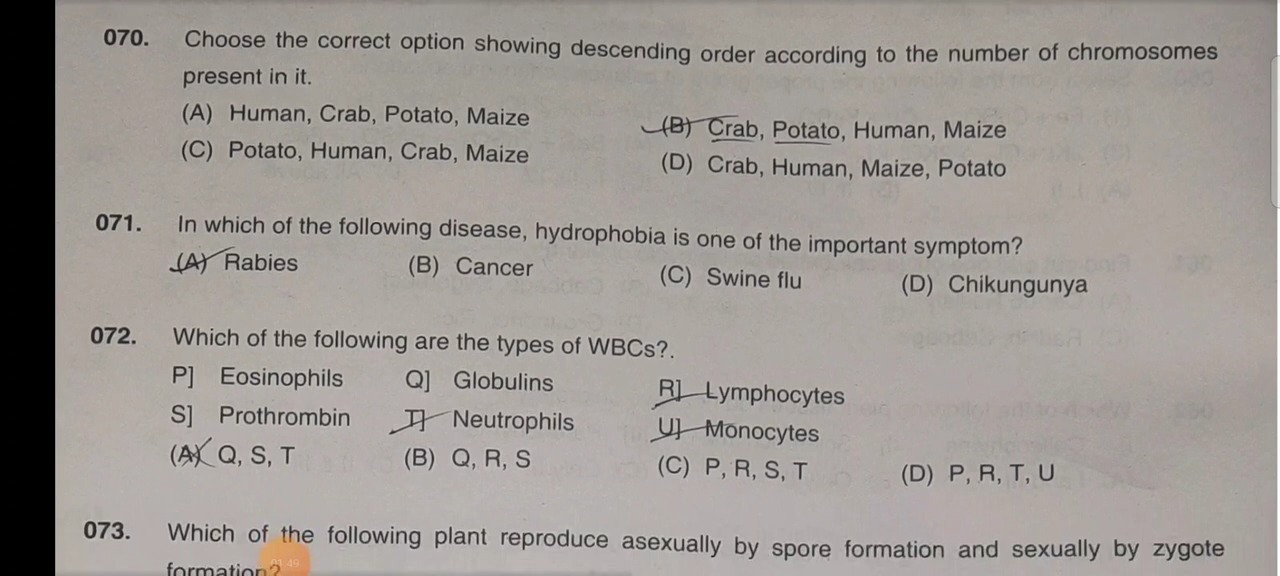 070. Choose the correct option showing descending order according to the number of chromosomes
present in it.
(A) Human, Crab, Potato, Maize (B) Crab, Potato, Human, Maize
(C) Potato, Human, Crab, Maize (D) Crab, Human, Maize, Potato
071. In which of the following disease, hydrophobia is one of the important symptom?
(A) Rabies (B) Cancer (C) Swine flu (D) Chikungunya
072. Which of the following are the types of WBCs?.
P] Eosinophils Q] Globulins R] Lymphocytes
S] Prothrombin T] Neutrophils U] Monocytes
(A) Q, S, T (B) Q, R, S (C) P, R, S, T (D) P, R, T, U
073. Which of the following plant reproduce asexually by spore formation and sexually by zygote
formation?